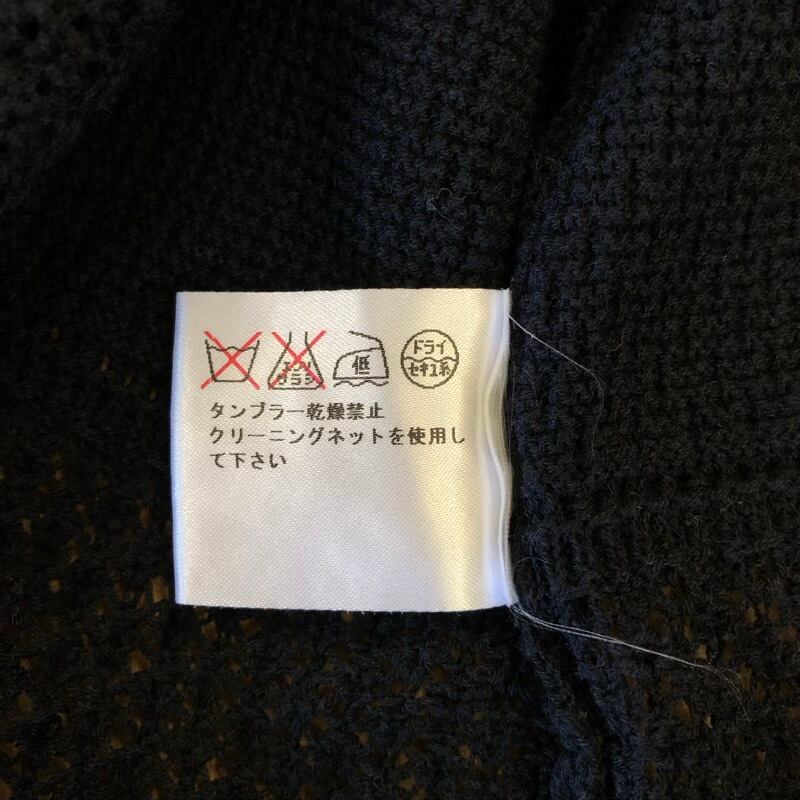 エンソ
サラシ
低
ドライ
セキユ系
タンブラー乾燥禁止
クリーニングネットを使用し
て下さい